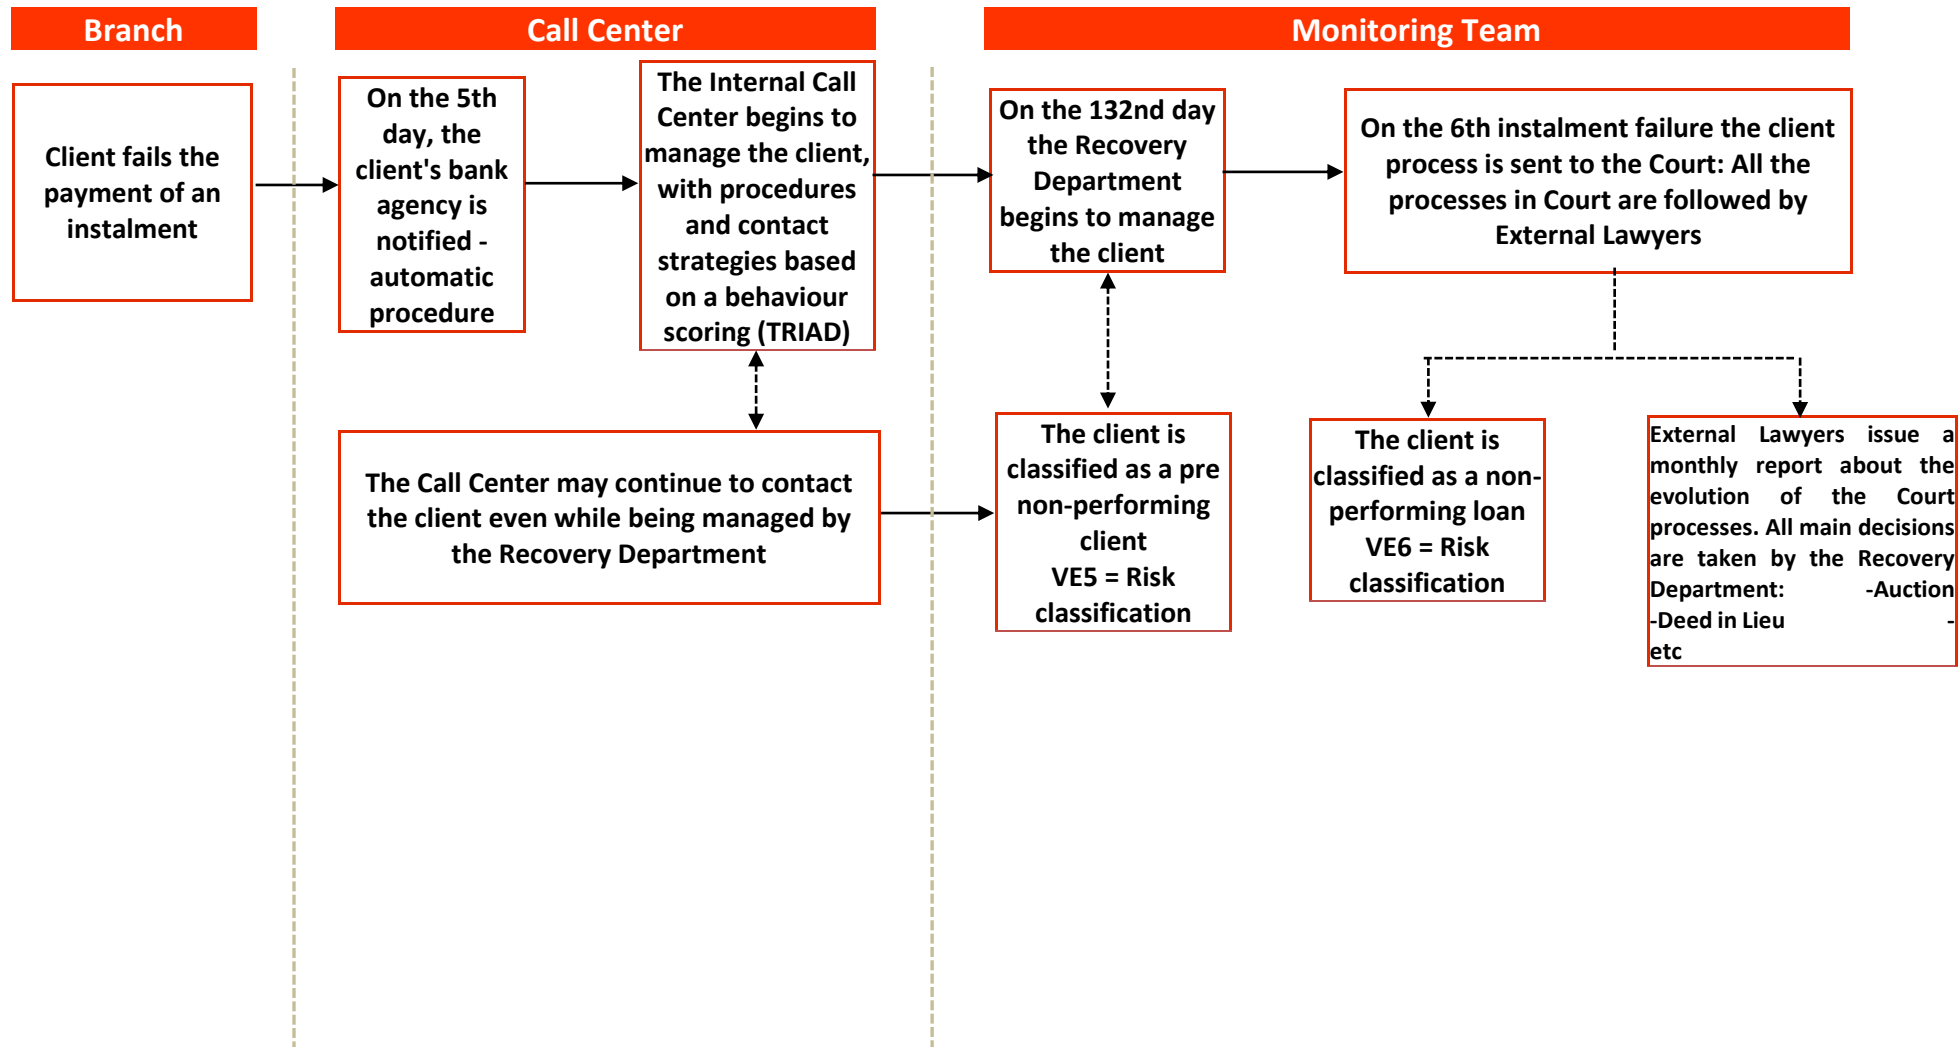 Branch
Call Center
Monitoring Team
Client fails the
payment of an
instalment
On the 5th
day, the
client's bank
agency is
notified -
automatic
procedure
The Internal Call
Center begins to
manage the client,
with procedures
and contact
strategies based
on a behaviour
scoring (TRIAD)
On the 132nd day
the Recovery
Department
begins to manage
the client
On the 6th instalment failure the client
process is sent to the Court: All the
processes in Court are followed by
External Lawyers
The Call Center may continue to contact
the client even while being managed by
the Recovery Department
The client is
classified as a pre
non-performing
client
VE5 = Risk
classification
The client is
classified as a non-
performing loan
VE6 = Risk
classification
External Lawyers issue a
monthly report about the
evolution of the Court
processes. All main decisions
are taken by the Recovery
Department: -Auction
-Deed in Lieu -
etc